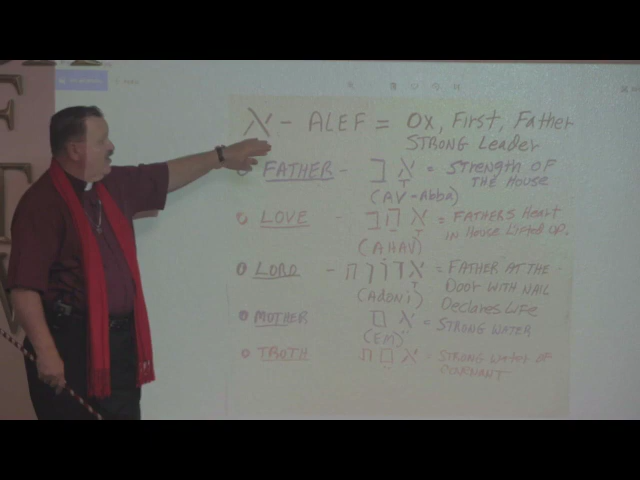 א - ALEF = OX, First, Father
STRONG Leader
FATHER - אב = STRENGTH OF
THE HOUSE
(AV-Abba)
LOVE - אהב = FATHERS HEART
IN HOUSE LIFTED UP.
(AHAV)
LORD - = FATHER AT THE
DOOR WITH NAIL
(Adoni) Declares Life
MOTHER אם = STRONG WATER
(EM)
TRUTH = STRONG WATER OF
COVENANT